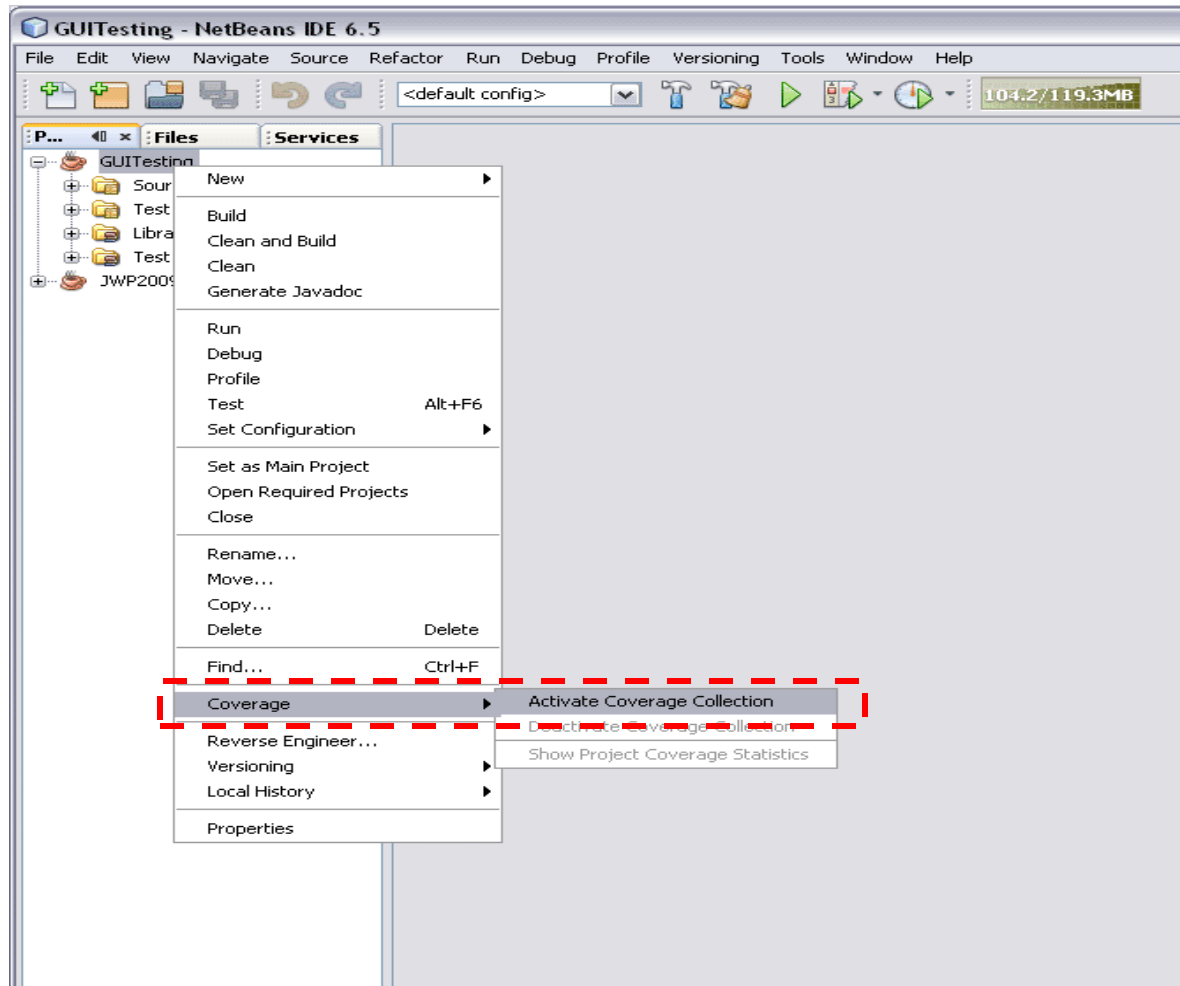 GUITesting - NetBeans IDE 6.5
File Edit View Navigate Source Refactor Run Debug Profile Versioning Tools Window Help
<default config> 104.2/119.3MB
P... Files Services
GUITesting
Sour
Test
Libra
Test
JWP2009
New
Build
Clean and Build
Clean
Generate Javadoc
Run
Debug
Profile
Test Alt+F6
Set Configuration
Set as Main Project
Open Required Projects
Close
Rename...
Move...
Copy...
Delete Delete
Find... Ctrl+F
Coverage
Activate Coverage Collection
Deactivate Coverage Collection
Show Project Coverage Statistics
Reverse Engineer...
Versioning
Local History
Properties